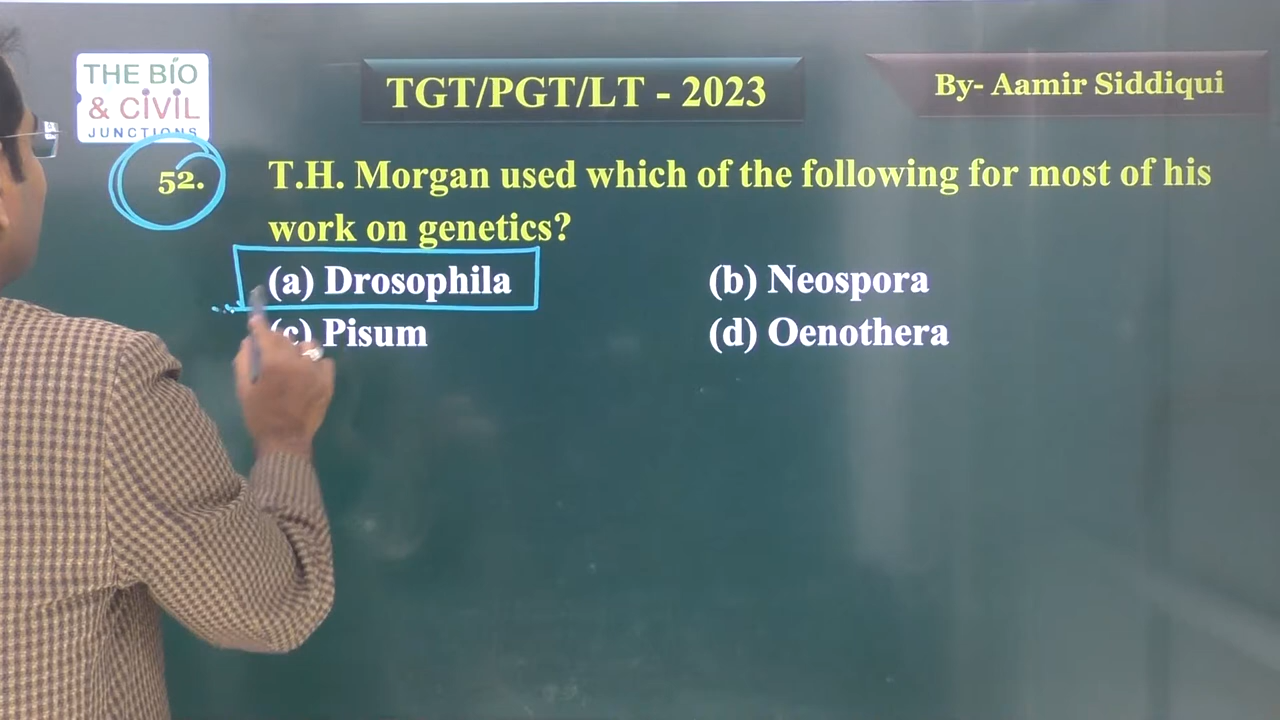 THE BIO
& CIVIL
JUNCTIONS
TGT/PGT/LT - 2023
By- Aamir Siddiqui
52.
T.H. Morgan used which of the following for most of his
work on genetics?
(a) Drosophila
(b) Neospora
(c) Pisum
(d) Oenothera